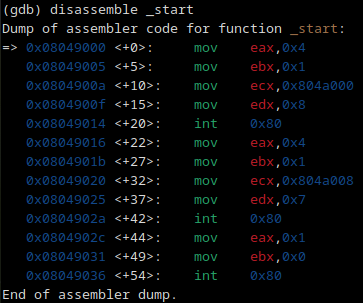 (gdb) disassemble _start
Dump of assembler code for function _start:
=> 0x08049000 <+0>:     mov    eax,0x4
   0x08049005 <+5>:     mov    ebx,0x1
   0x0804900a <+10>:    mov    ecx,0x804a000
   0x0804900f <+15>:    mov    edx,0x8
   0x08049014 <+20>:    int    0x80
   0x08049016 <+22>:    mov    eax,0x4
   0x0804901b <+27>:    mov    ebx,0x1
   0x08049020 <+32>:    mov    ecx,0x804a008
   0x08049025 <+37>:    mov    edx,0x7
   0x0804902a <+42>:    int    0x80
   0x0804902c <+44>:    mov    eax,0x1
   0x08049031 <+49>:    mov    ebx,0x0
   0x08049036 <+54>:    int    0x80
End of assembler dump.